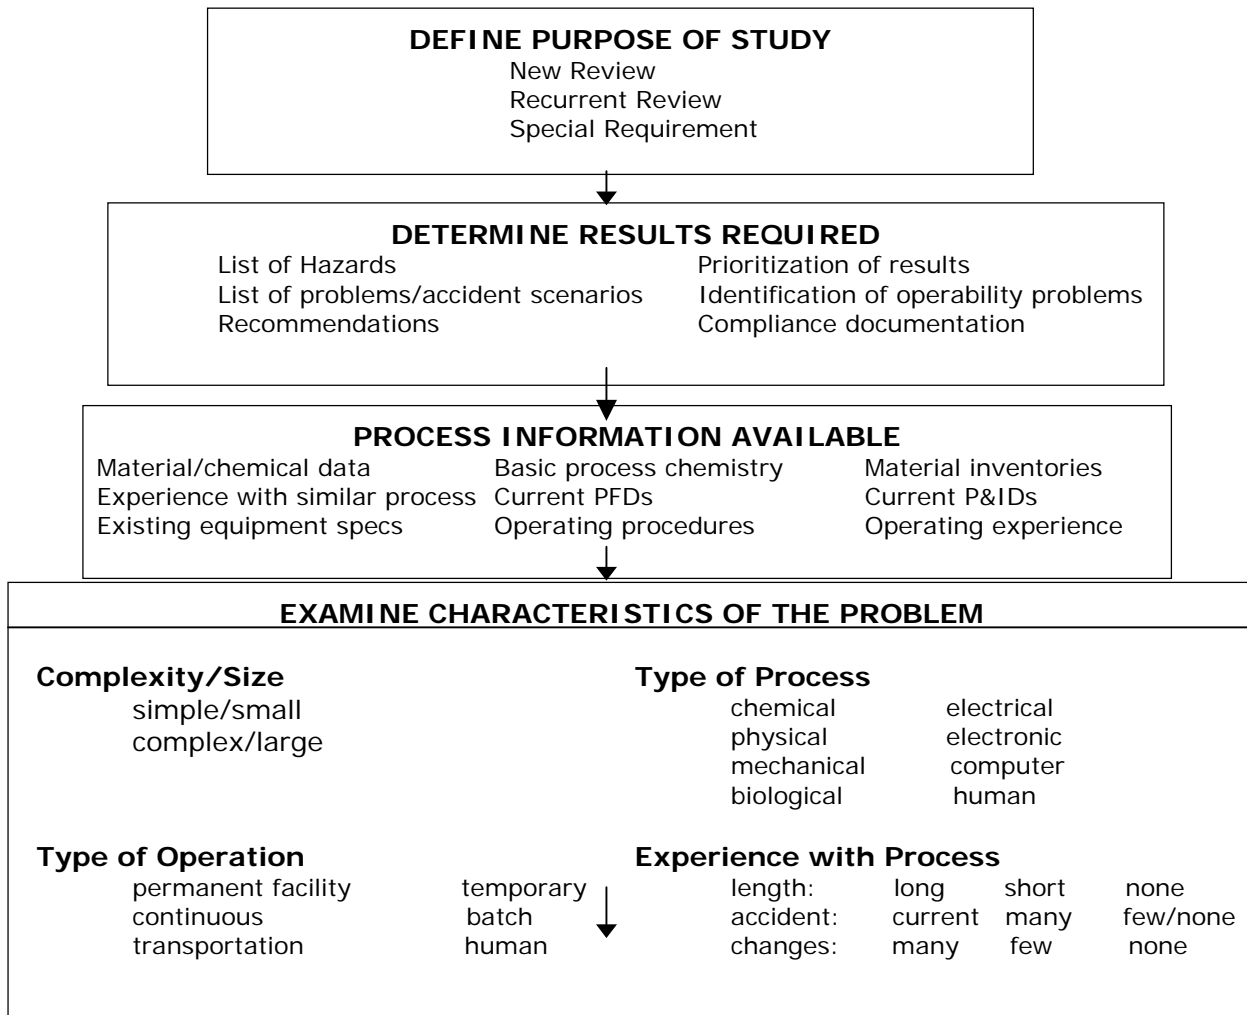 DEFINE PURPOSE OF STUDY
New Review
Recurrent Review
Special Requirement
DETERMINE RESULTS REQUIRED
List of Hazards Prioritization of results
List of problems/accident scenarios Identification of operability problems
Recommendations Compliance documentation
PROCESS INFORMATION AVAILABLE
Material/chemical data Basic process chemistry Material inventories
Experience with similar process Current PFDs Current P&IDs
Existing equipment specs Operating procedures Operating experience
EXAMINE CHARACTERISTICS OF THE PROBLEM
Complexity/Size Type of Process
simple/small chemical electrical
complex/large physical electronic
mechanical computer
biological human
Type of Operation Experience with Process
permanent facility temporary length: long short none
continuous batch accident: current many few/none
transportation human changes: many few none